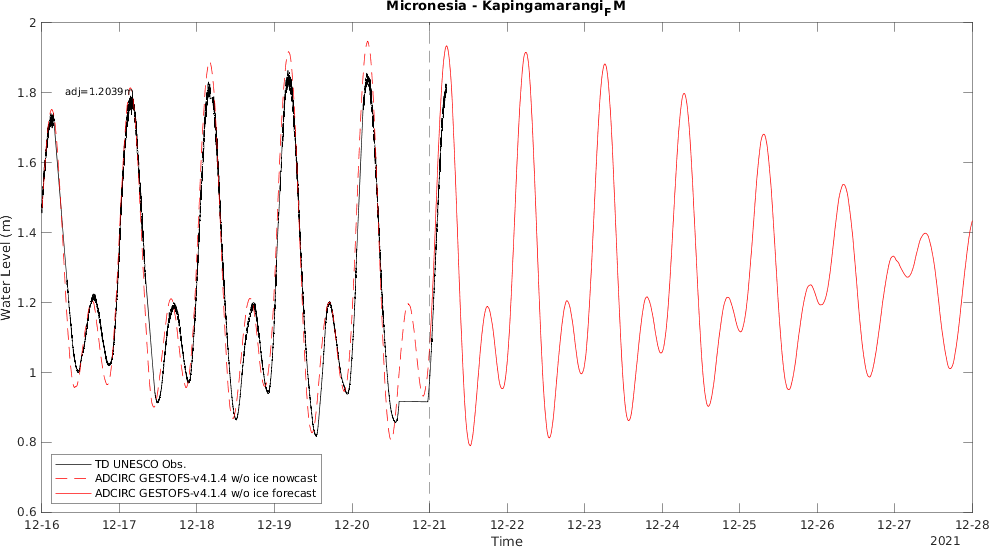 Micronesia - Kapingamarangi_FM
2
1.8
1.6
1.4
1.2
1
0.8
0.6
Water Level (m)
adj=1.2039m
TD UNESCO Obs.
ADCIRC GESTOFS-v4.1.4 w/o ice nowcast
ADCIRC GESTOFS-v4.1.4 w/o ice forecast
12-16 12-17 12-18 12-19 12-20 12-21 12-22 12-23 12-24 12-25 12-26 12-27 12-28
Time
2021